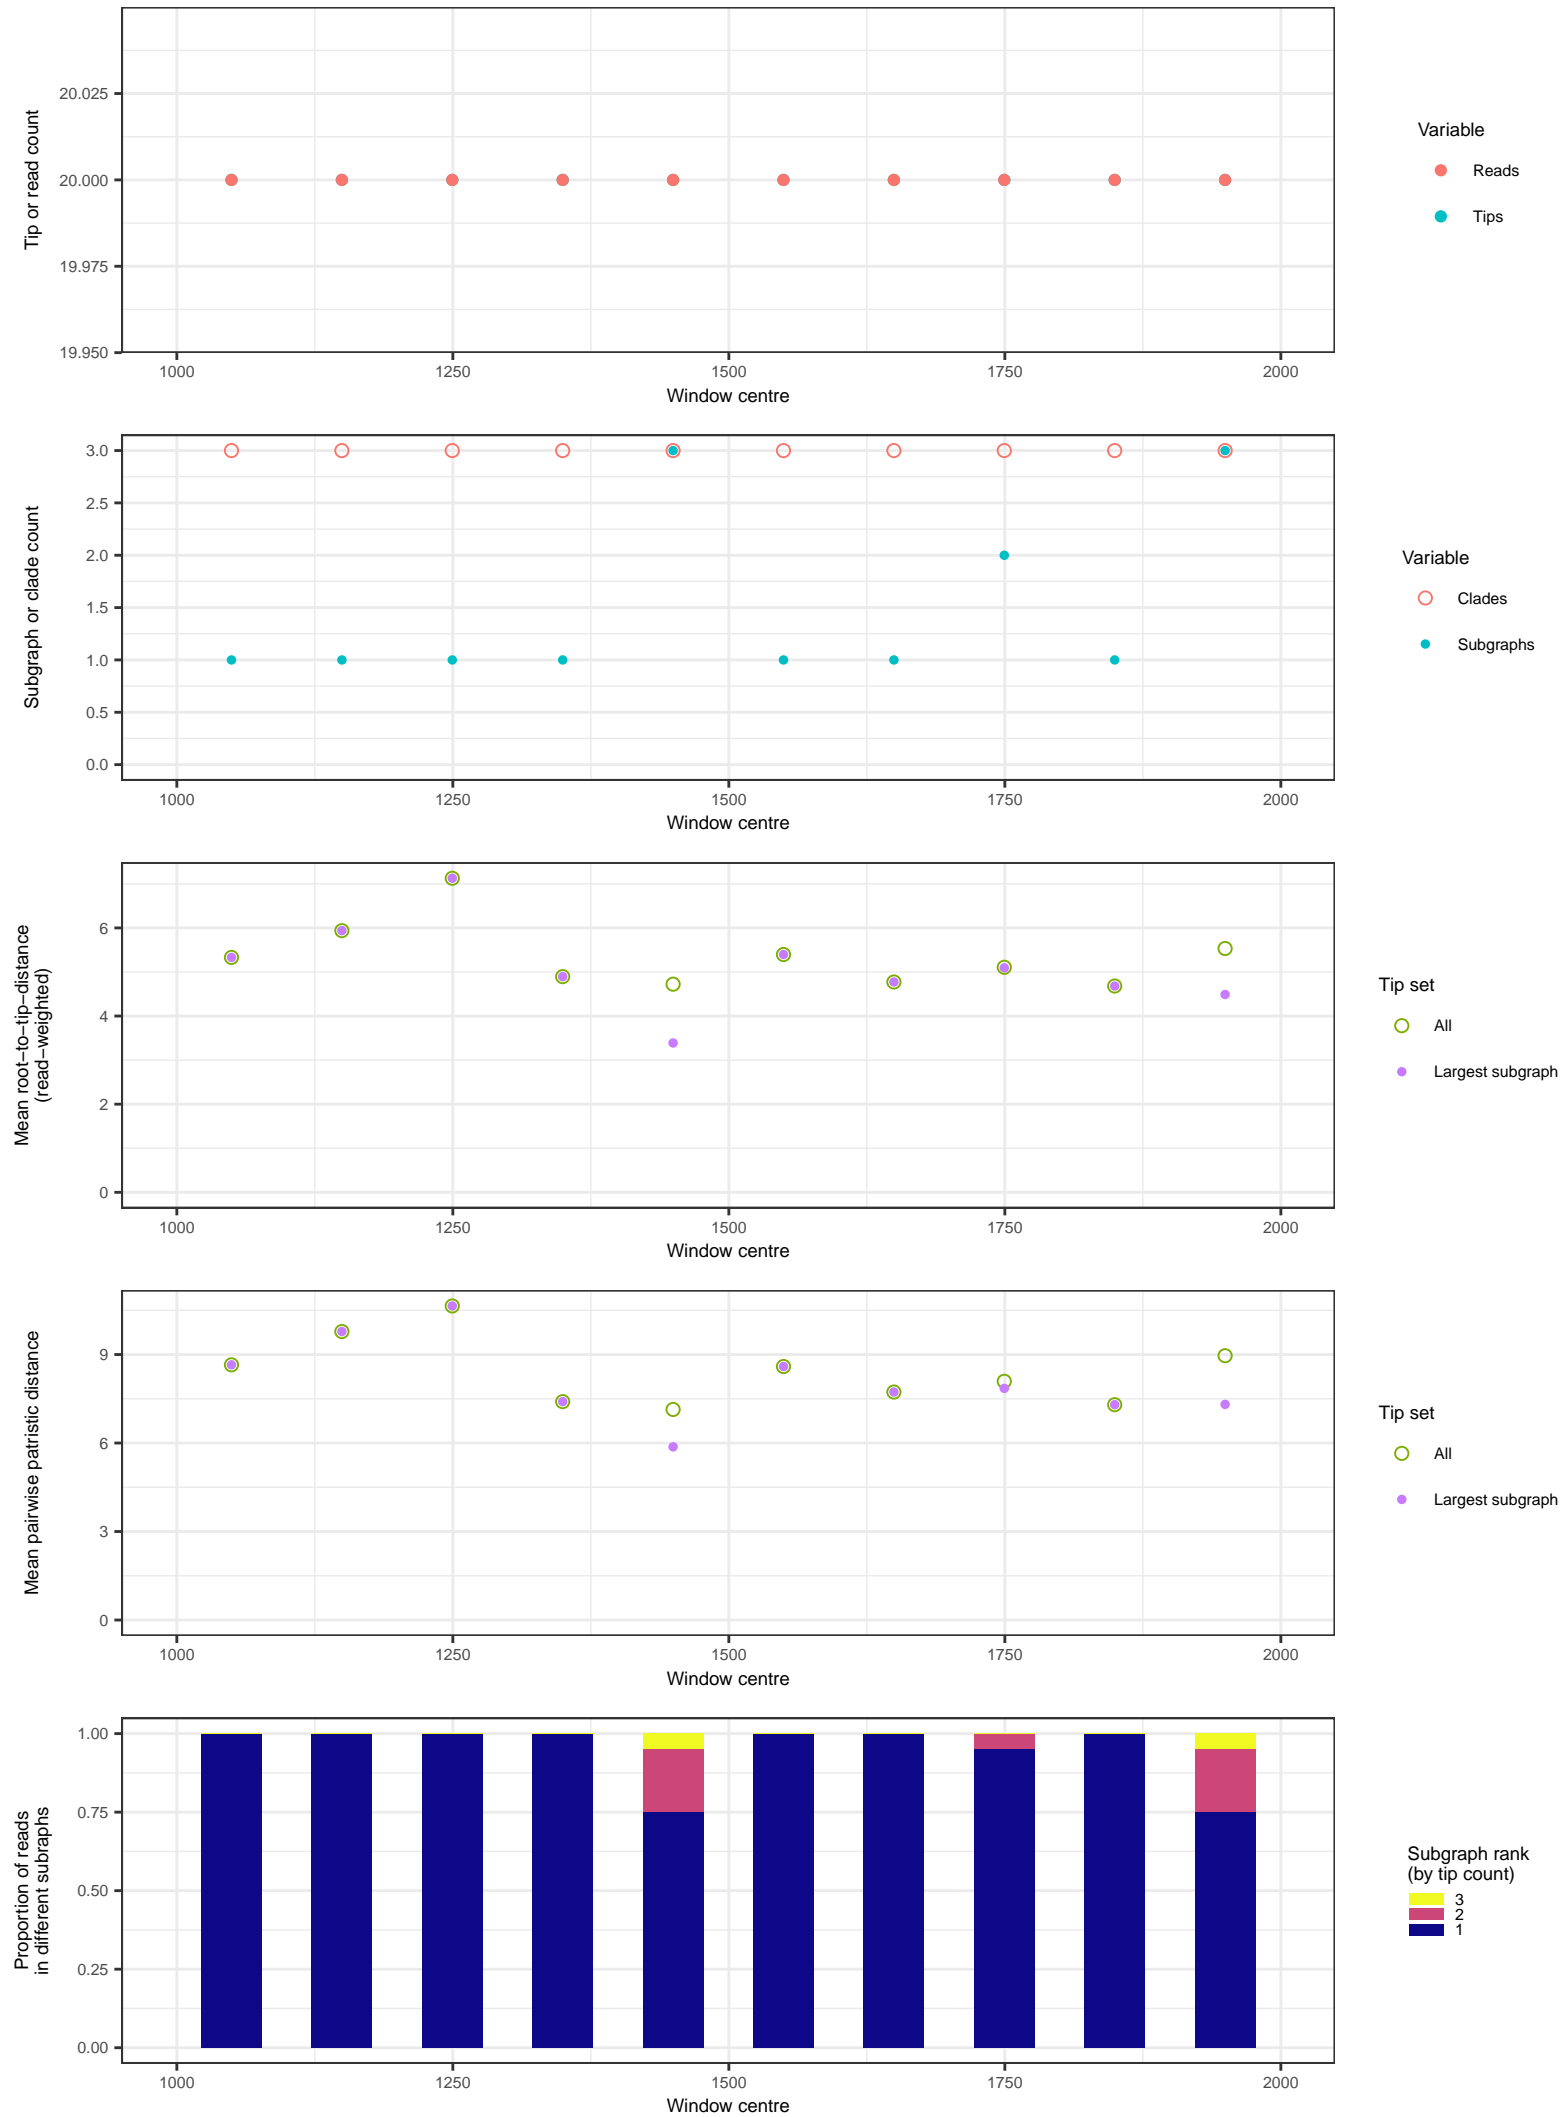 20.025
20.000
19.975
19.950
Tip or read count
1000 1250 1500 1750 2000
Window centre
Variable
Reads
Tips
3.0
2.5
2.0
1.5
1.0
0.5
0.0
Subgraph or clade count
1000 1250 1500 1750 2000
Window centre
Variable
Clades
Subgraphs
6
4
2
0
Mean root−to−tip−distance
(read−weighted)
1000 1250 1500 1750 2000
Window centre
Tip set
All
Largest subgraph
9
6
3
0
Mean pairwise patristic distance
1000 1250 1500 1750 2000
Window centre
Tip set
All
Largest subgraph
1.00
0.75
0.50
0.25
0.00
Proportion of reads
in different subraphs
1000 1250 1500 1750 2000
Window centre
Subgraph rank
(by tip count)
3
2
1